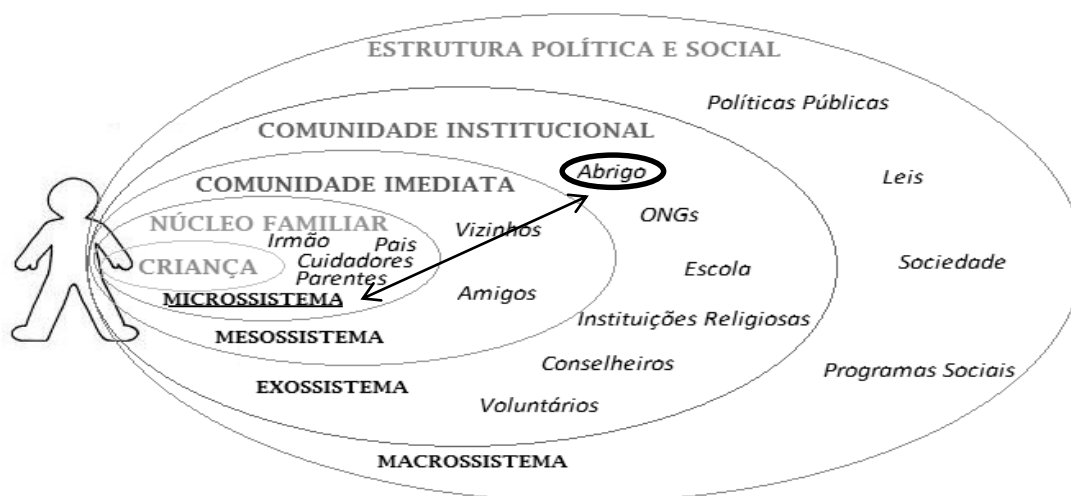 ESTRUTURA POLÍTICA E SOCIAL
Políticas Públicas
COMUNIDADE INSTITUCIONAL
Abrigo
Leis
COMUNIDADE IMEDIATA
ONGs
NÚCLEO FAMILIAR
Vizinhos
Irmão
Pais
Cuidadores
CRIANÇA
Escola
Sociedade
Parentes
MICROSSISTEMA
Amigos
Instituições Religiosas
MESOSSISTEMA
Conselheiros
Programas Sociais
EXOSSISTEMA
Voluntários
MACROSSISTEMA